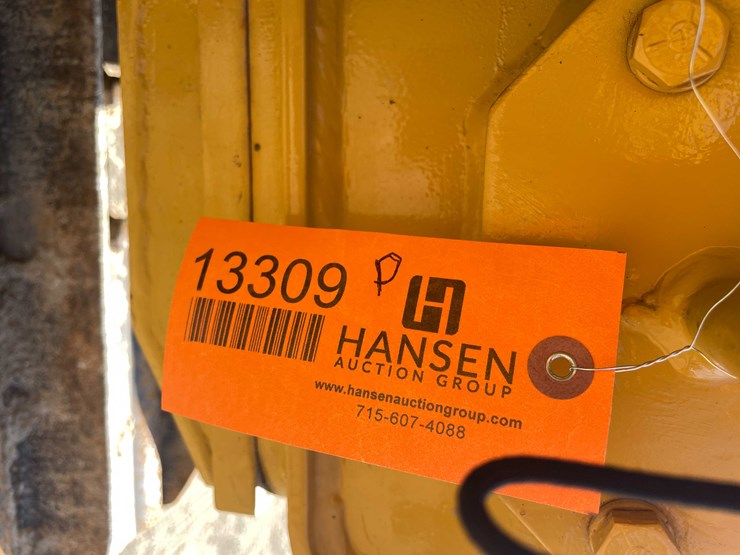 13309 P
HANSEN
AUCTION GROUP
www.hansenauctiongroup.com
715-607-4088